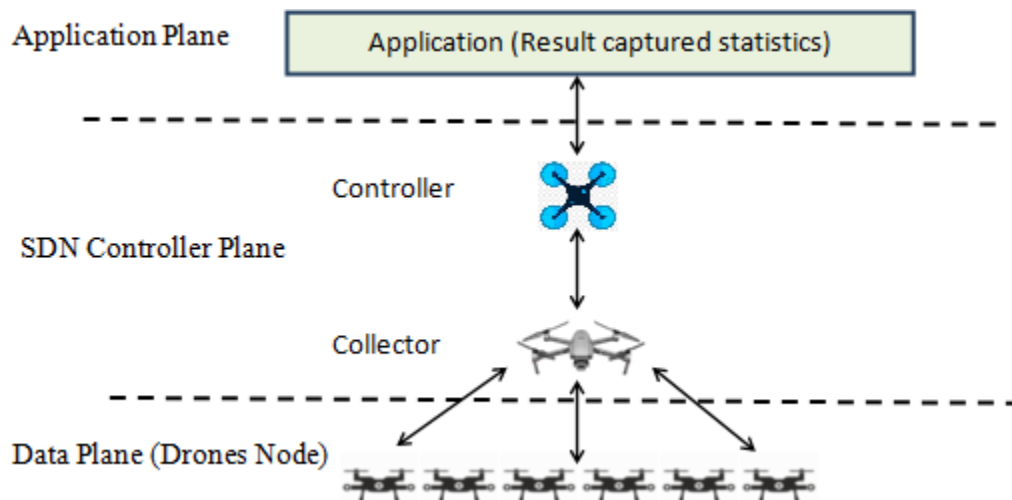 Application Plane
Application (Result captured statistics)
Controller
SDN Controller Plane
Collector
Data Plane (Drones Node)